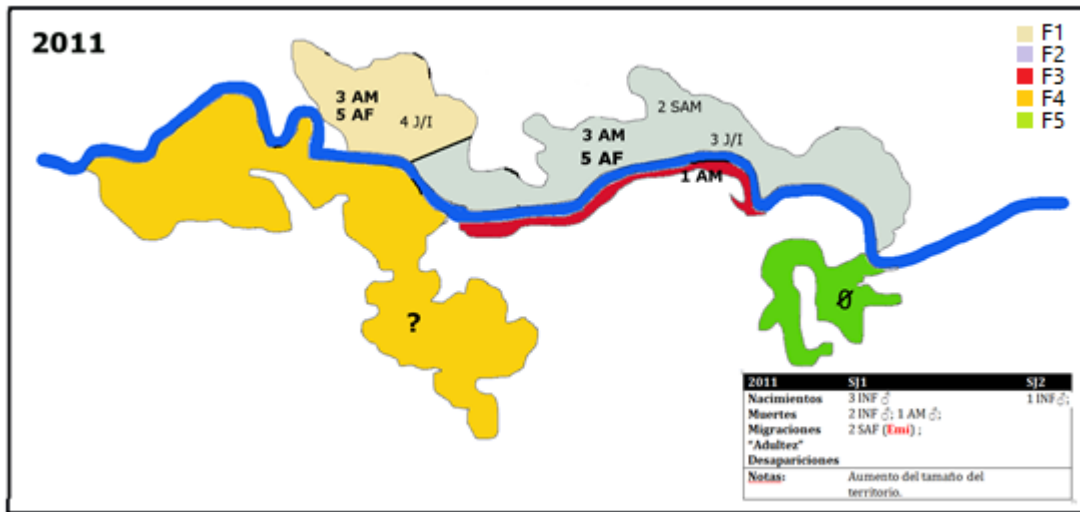 2011
F1
F2
F3
F4
F5
3 AM
5 AF
4 J/I
2 SAM
3 AM
5 AF
3 J/I
1 AM
?
Ø
2011 SJ1 SJ2
Nacimientos 3 INF ♂ 1 INF♂;
Muertes 2 INF ♂; 1 AM ♂;
Migraciones 2 SAF (Emi) ;
"Adultez"
Desapariciones
Notas: Aumento del tamaño del
territorio.